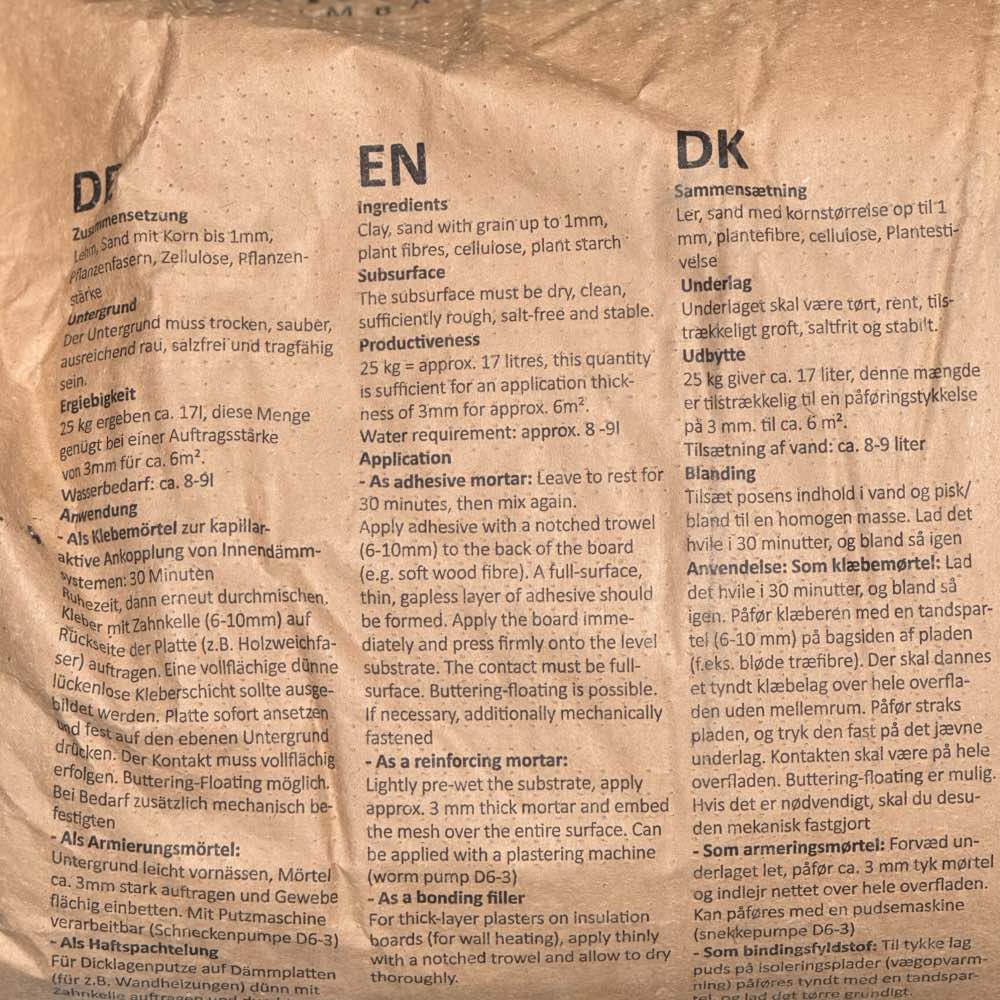 DE
Zusammensetzung
Lehm, Sand mit Korn bis 1mm,
Pflanzenfasern, Zellulose, Pflanzen-
stärke
Untergrund
Der Untergrund muss trocken, sauber,
ausreichend rau, salzfrei und tragfähig
sein.
Ergiebigkeit
25 kg ergeben ca. 17l, diese Menge
genügt bei einer Auftragsstärke
von 3mm für ca. 6m².
Wasserbedarf: ca. 8-9l
Anwendung
- Als Klebemörtel zur kapillar-
aktive Ankopplung von Innendämm-
systemen: 30 Minuten
Ruhezeit, dann erneut durchmischen.
Kleber mit Zahnkelle (6-10mm) auf
Rückseite der Platte (z.B. Holzweichfa-
ser) auftragen. Eine vollflächige dünne
lückenlose Kleberschicht sollte ausge-
bildet werden. Platte sofort ansetzen
und fest auf den ebenen Untergrund
drücken. Der Kontakt muss vollflächig
erfolgen. Buttering-Floating möglich.
Bei Bedarf zusätzlich mechanisch be-
festigten
- Als Armierungsmörtel:
Untergrund leicht vornässen, Mörtel
ca. 3mm stark auftragen und Gewebe
flächig einbetten. Mit Putzmaschine
verarbeitbar (Schneckenpumpe D6-3)
- Als Haftspachtelung
Für Dicklagenputze auf Dämmplatten
(für z.B. Wandheizungen) dünn mit
Zahnkelle auftragen und
EN
Ingredients
Clay, sand with grain up to 1mm,
plant fibres, cellulose, plant starch
Subsurface
The subsurface must be dry, clean,
sufficiently rough, salt-free and stable.
Productiveness
25 kg = approx. 17 litres, this quantity
is sufficient for an application thick-
ness of 3mm for approx. 6m².
Water requirement: approx. 8 -9l
Application
- As adhesive mortar: Leave to rest for
30 minutes, then mix again.
Apply adhesive with a notched trowel
(6-10mm) to the back of the board
(e.g. soft wood fibre). A full-surface,
thin, gapless layer of adhesive should
be formed. Apply the board imme-
diately and press firmly onto the level
substrate. The contact must be full-
surface. Buttering-floating is possible.
If necessary, additionally mechanically
fastened
- As a reinforcing mortar:
Lightly pre-wet the substrate, apply
approx. 3 mm thick mortar and embed
the mesh over the entire surface. Can
be applied with a plastering machine
(worm pump D6-3)
- As a bonding filler
For thick-layer plasters on insulation
boards (for wall heating), apply thinly
with a notched trowel and allow to dry
thoroughly.
DK
Sammensætning
Ler, sand med kornstørrelse op til 1
mm, plantefibre, cellulose, Plantesti-
velse
Underlag
Underlaget skal være tørt, rent, tils-
trækkeligt groft, saltfrit og stabilt.
Udbytte
25 kg giver ca. 17 liter, denne mængde
er tilstrækkelig til en påføringstykkelse
på 3 mm. til ca. 6 m².
Tilsætning af vand: ca. 8-9 liter
Blanding
Tilsæt posens indhold i vand og pisk/
bland til en homogen masse. Lad det
hvile i 30 minutter, og bland så igen
Anvendelse: Som klæbemørtel: Lad
det hvile i 30 minutter, og bland så
igen. Påfør klæberen med en tandspar-
tel (6-10 mm) på bagsiden af pladen
(f.eks. bløde træfibre). Der skal dannes
et tyndt klæbelag over hele overfla-
den uden mellemrum. Påfør straks
pladen, og tryk den fast på det jævne
underlag. Kontakten skal være på hele
overfladen. Buttering-floating er mulig.
Hvis det er nødvendigt, skal du desu-
den mekanisk fastgjort
- Som armeringsmørtel: Forvæd un-
derlaget let, påfør ca. 3 mm tyk mørtel
og indlejr nettet over hele overfladen.
Kan påføres med en pudsemaskine
(snekkepumpe D6-3)
- Som bindingsfyldstof: Til tykke lag
puds på isoleringsplader (vægopvarm-
ning) påføres tyndt med en tandspar-
tel, og lad det tørre grundigt.